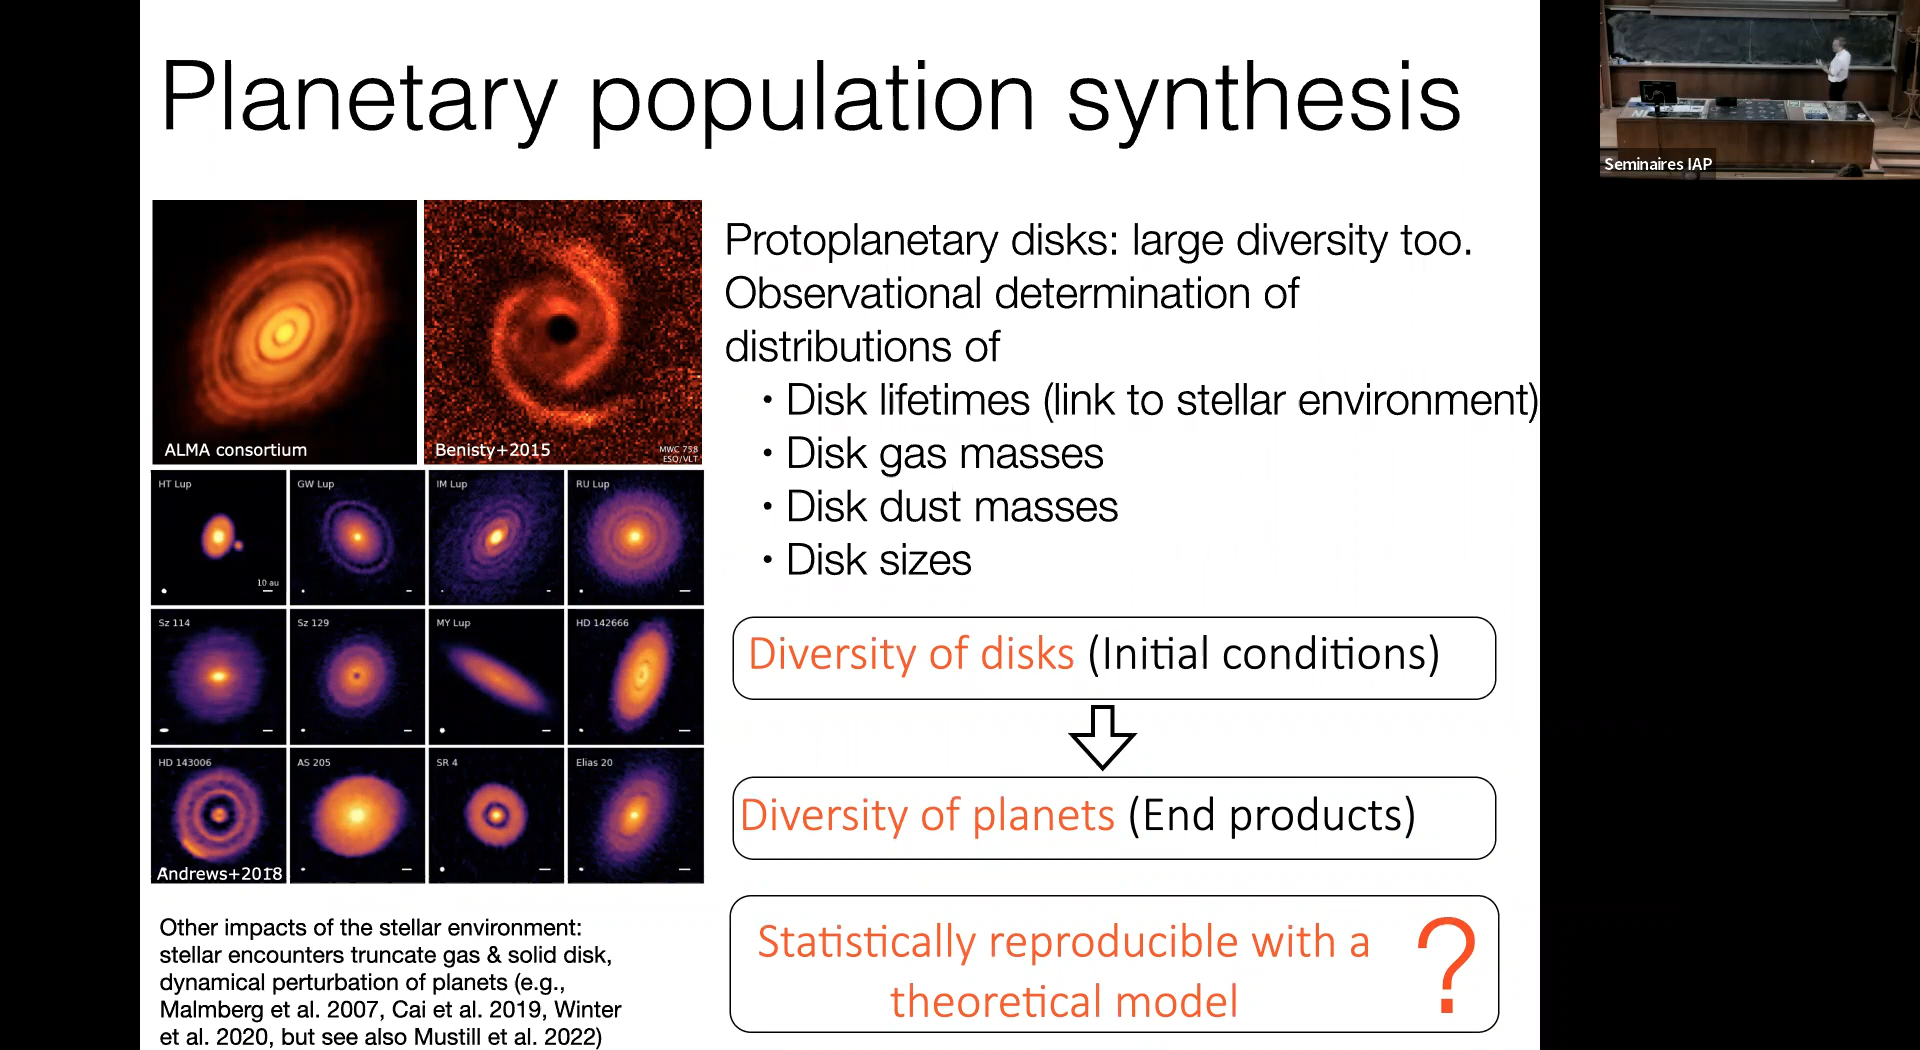 Planetary population synthesis
Seminaires IAP
ALMA consortium
Benisty+2015
MWC 758
ESO/VLT
Protoplanetary disks: large diversity too.
Observational determination of
distributions of
• Disk lifetimes (link to stellar environment)
• Disk gas masses
• Disk dust masses
• Disk sizes
HT Lup
GW Lup
IM Lup
RU Lup
10 au
Sz 114
Sz 129
MY Lup
HD 142666
HD 143006
AS 205
SR 4
Elias 20
Andrews+2018
Diversity of disks (Initial conditions)
Diversity of planets (End products)
Statistically reproducible with a
theoretical model
?
Other impacts of the stellar environment:
stellar encounters truncate gas & solid disk,
dynamical perturbation of planets (e.g.,
Malmberg et al. 2007, Cai et al. 2019, Winter
et al. 2020, but see also Mustill et al. 2022)